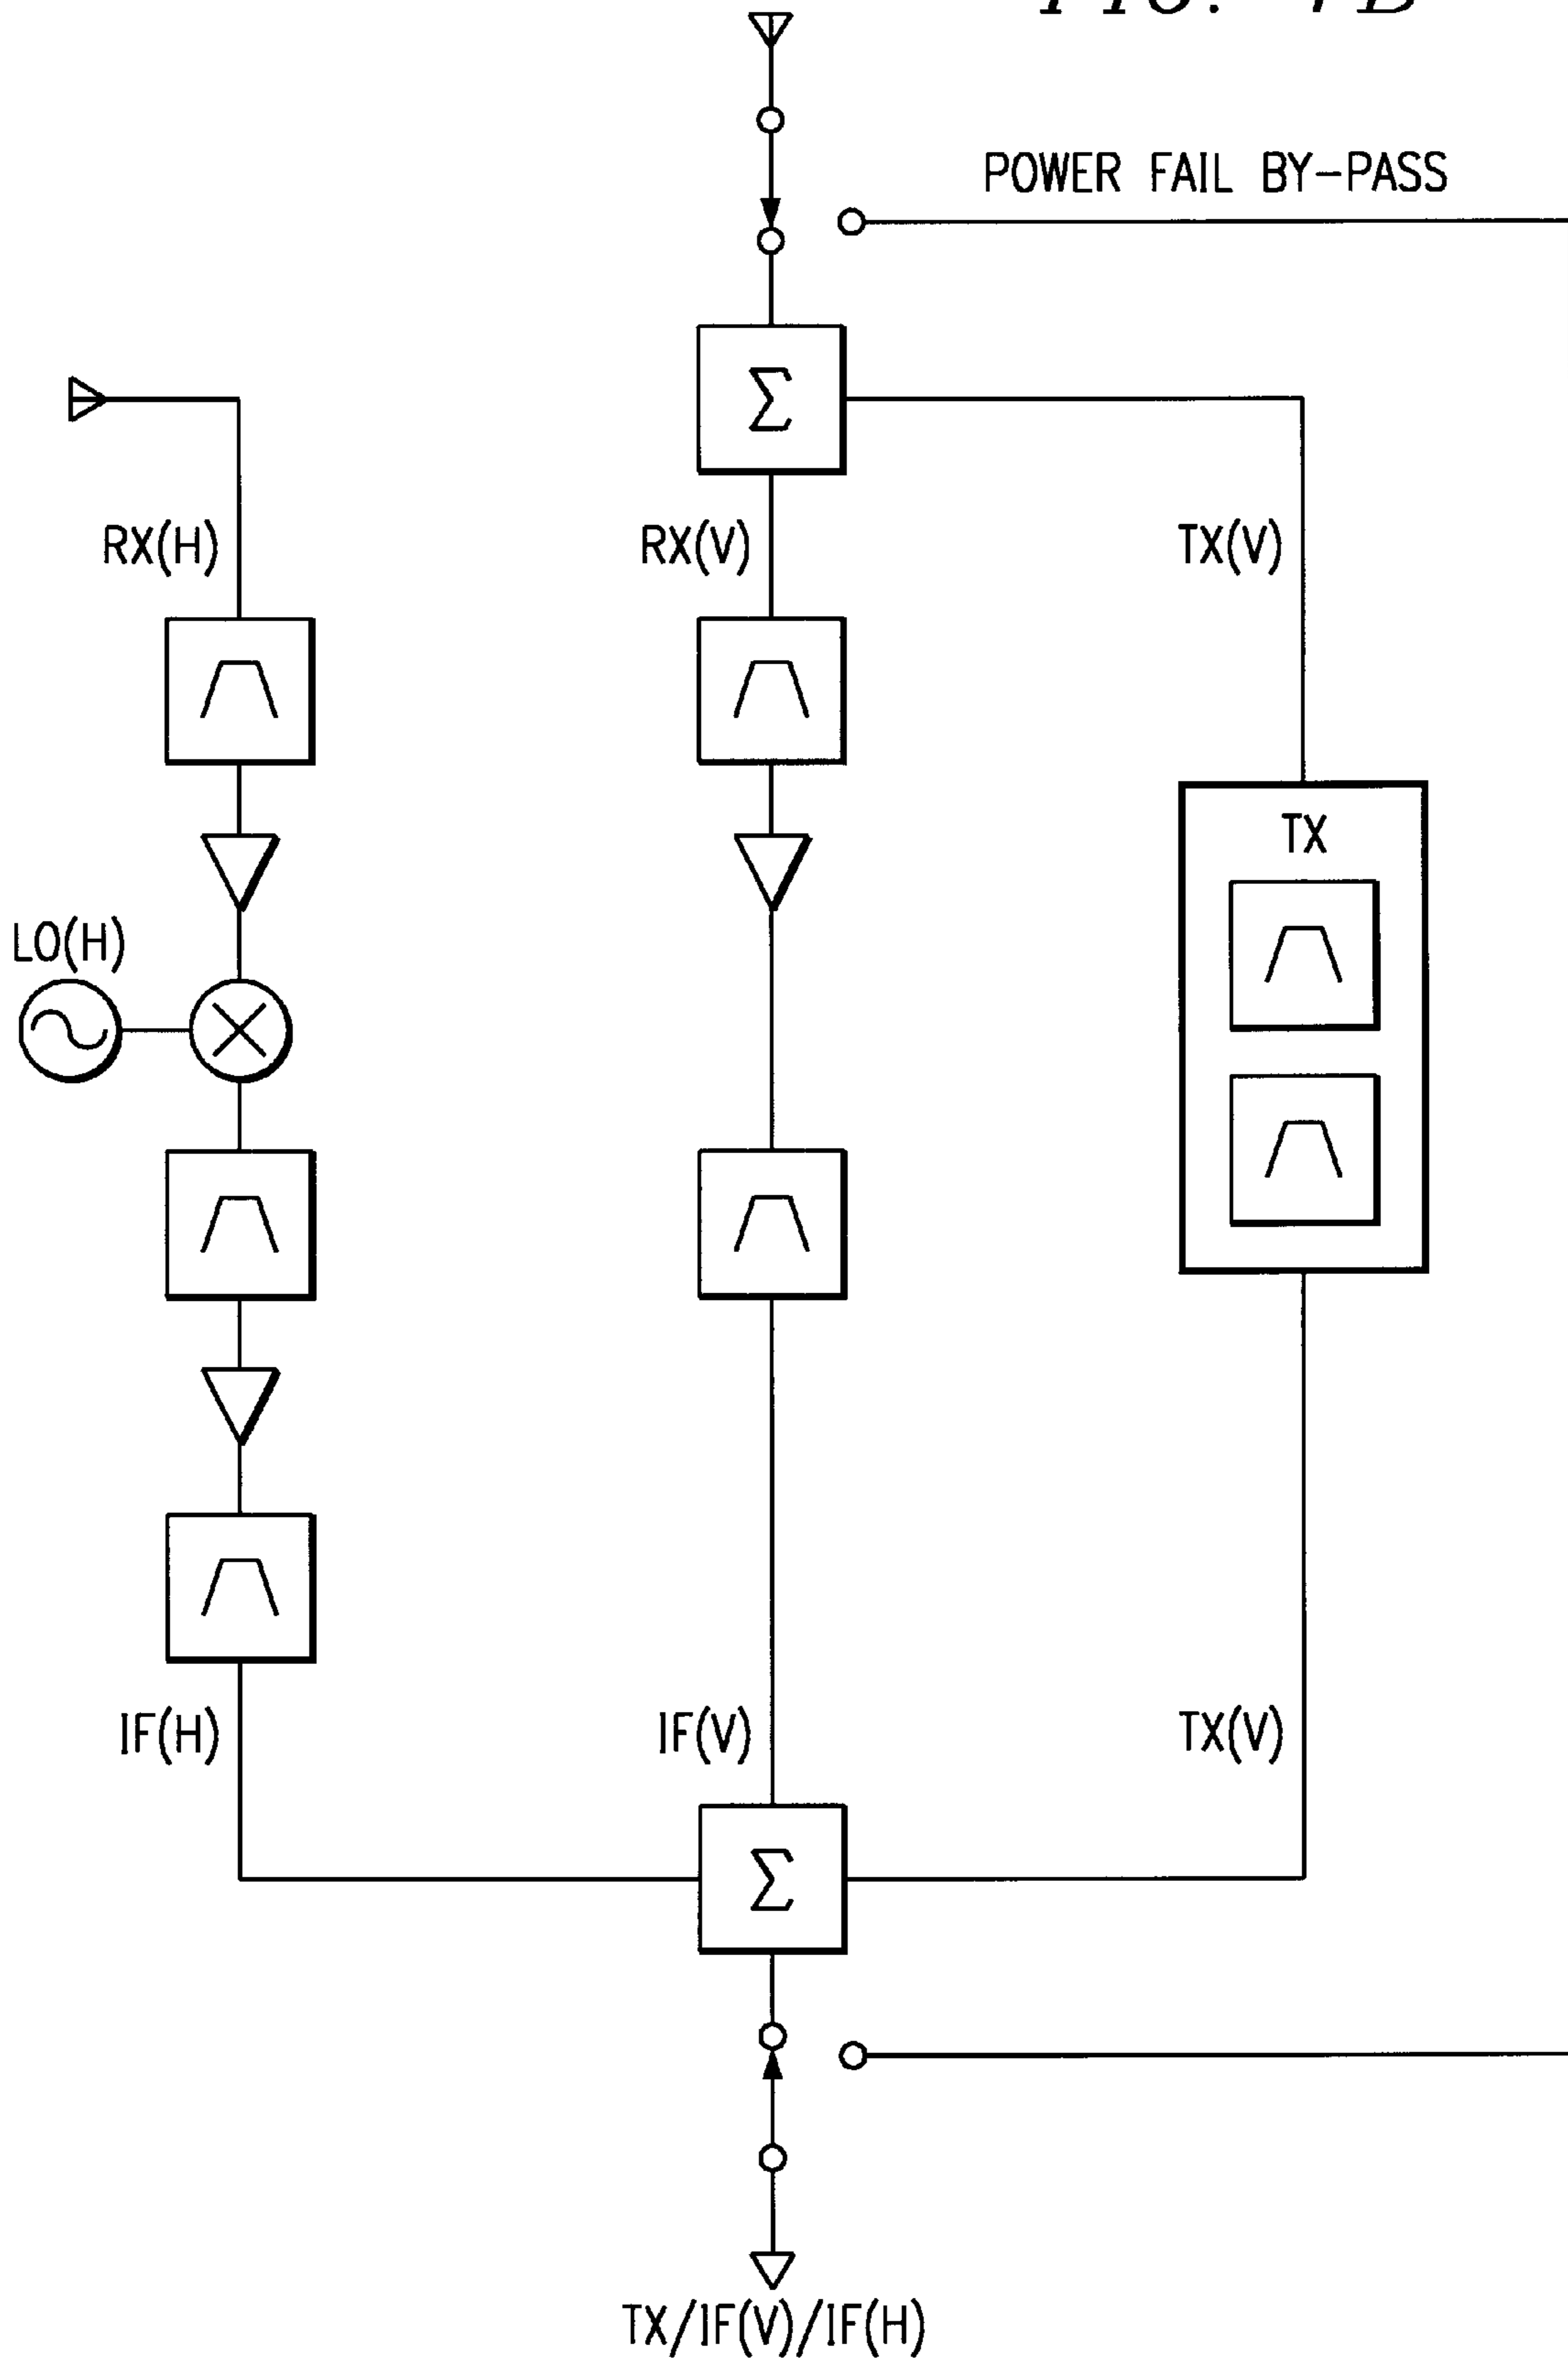 POWER FAIL BY-PASS
Σ
RX(H)
RX(V)
TX(V)
TX
LO(H)
IF(H)
IF(V)
TX(V)
Σ
TX/IF(V)/IF(H)